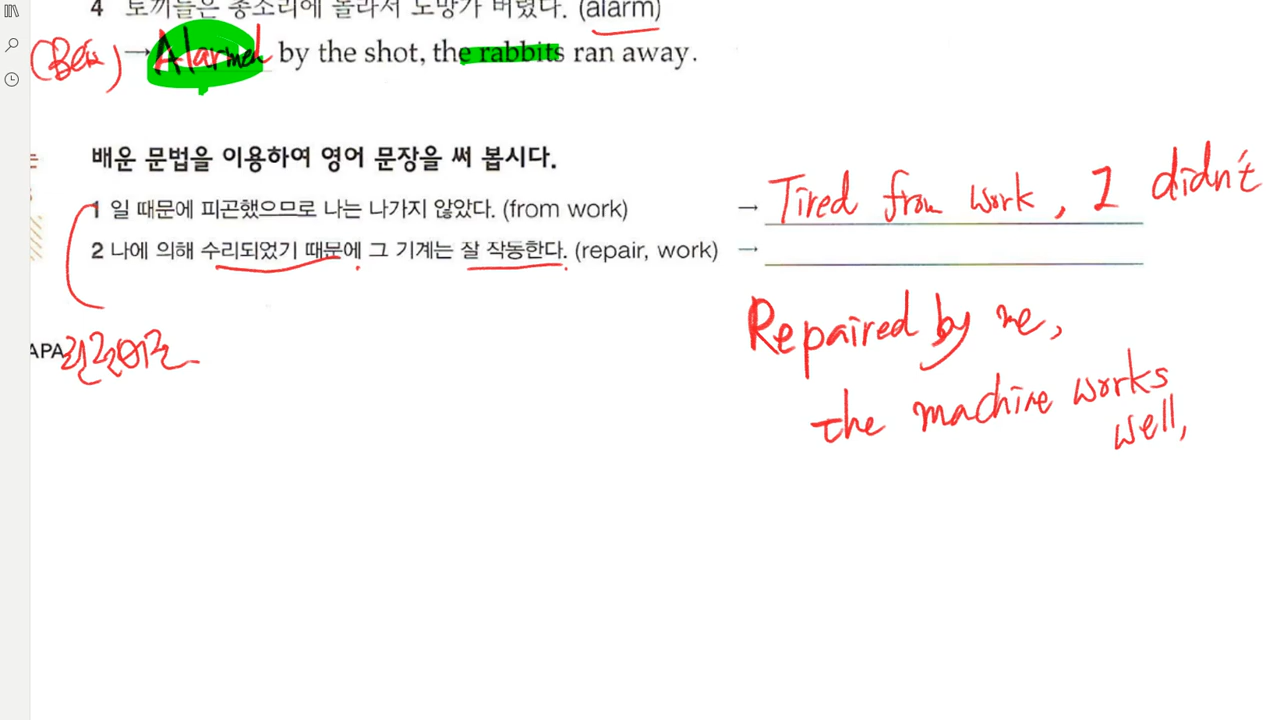 4 토끼들은 총소리에 놀라서 도망가 버렸다. (alarm)
→ Alarmed by the shot, the rabbits ran away.
배운 문법을 이용하여 영어 문장을 써 봅시다.
1 일 때문에 피곤했으므로 나는 나가지 않았다. (from work) → Tired from work, I didn't
2 나에 의해 수리되었기 때문에 그 기계는 잘 작동한다. (repair, work) →
Repaired by me,
the machine works
well,
APA